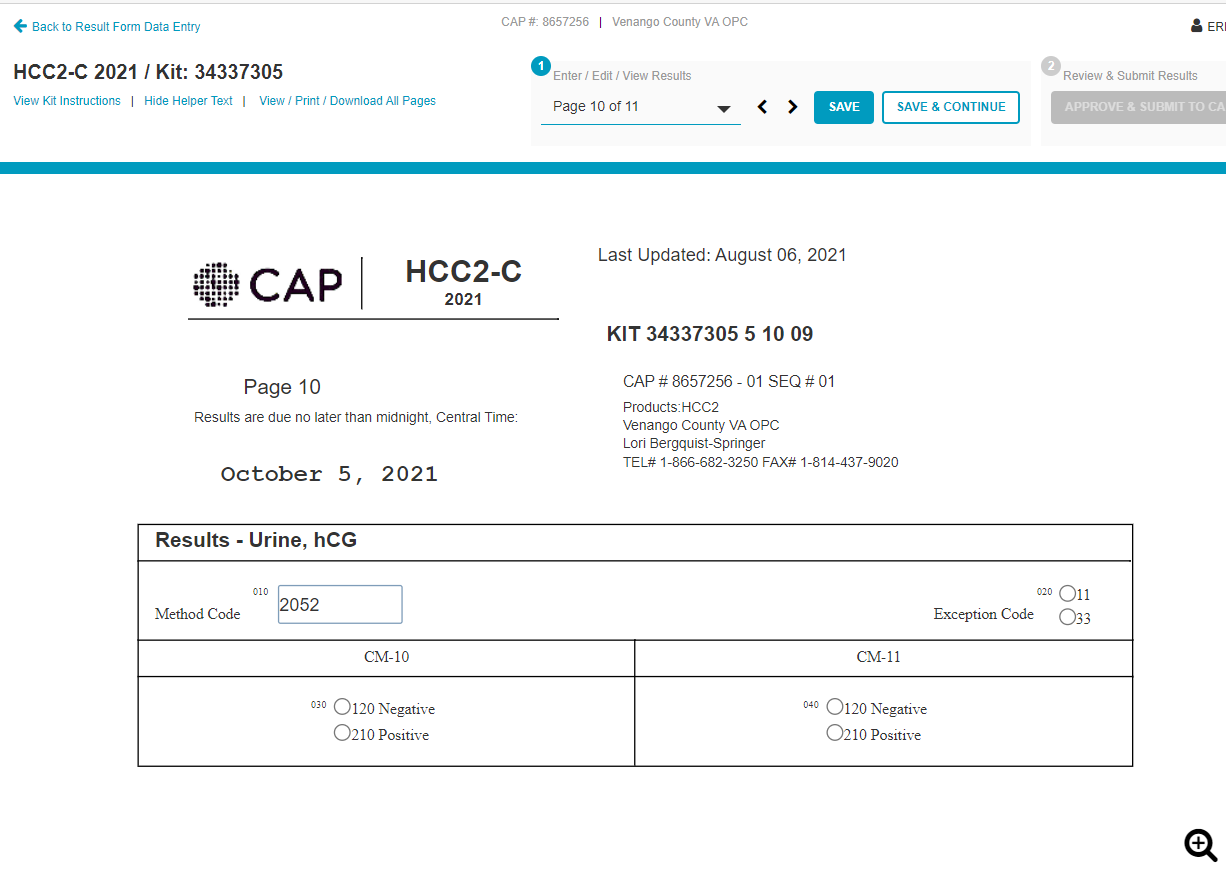 Back to Result Form Data Entry
CAP #: 8657256 | Venango County VA OPC
HCC2-C 2021 / Kit: 34337305
View Kit Instructions | Hide Helper Text | View / Print / Download All Pages
1
Enter / Edit / View Results
Page 10 of 11
SAVE
SAVE & CONTINUE
2
Review & Submit Results
APPROVE & SUBMIT TO CA
CAP
HCC2-C
2021
Last Updated: August 06, 2021
KIT 34337305 5 10 09
Page 10
Results are due no later than midnight, Central Time:
October 5, 2021
CAP # 8657256 - 01 SEQ # 01
Products:HCC2
Venango County VA OPC
Lori Bergquist-Springer
TEL# 1-866-682-3250 FAX# 1-814-437-9020
Results - Urine, hCG
Method Code 010 2052
Exception Code 020 11
33
CM-10
CM-11
030 120 Negative
210 Positive
040 120 Negative
210 Positive